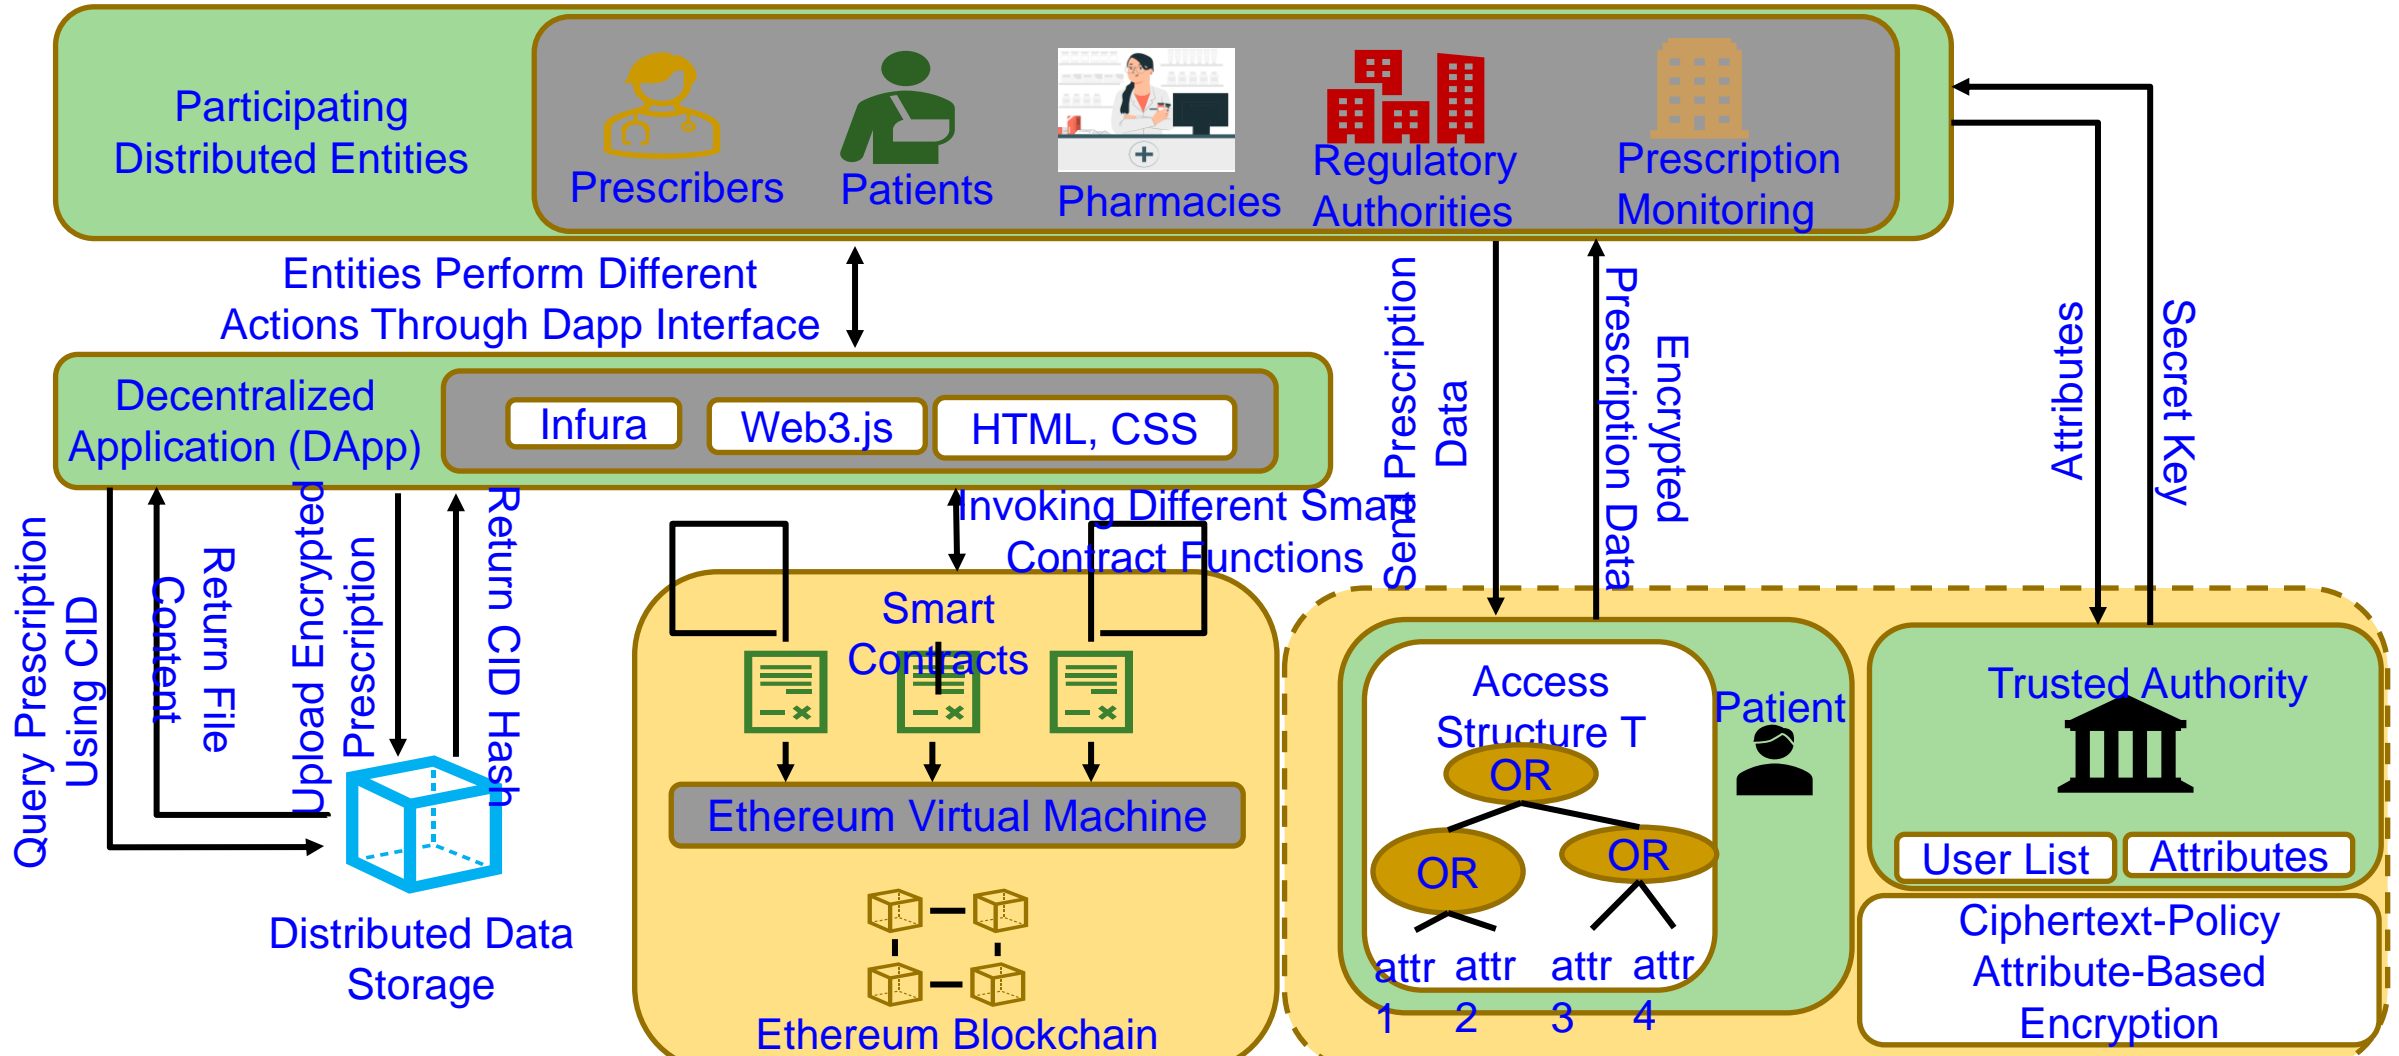 Participating
Distributed Entities
Prescribers
Patients
Pharmacies
Regulatory
Authorities
Prescription
Monitoring
Entities Perform Different
Actions Through Dapp Interface
Sent Prescription
Data
Encrypted
Prescription Data
Attributes
Secret Key
Decentralized
Application (DApp)
Infura
Web3.js
HTML, CSS
Query Prescription
Using CID
Return File
Content
Upload Encrypted
Prescription
Return CID Hash
Invoking Different Smart
Contract Functions
Smart
Contracts
Ethereum Virtual Machine
Ethereum Blockchain
Distributed Data
Storage
Access
Structure T
OR
OR
OR
attr
1
attr
2
attr
3
attr
4
Patient
Trusted Authority
User List
Attributes
Ciphertext-Policy
Attribute-Based
Encryption